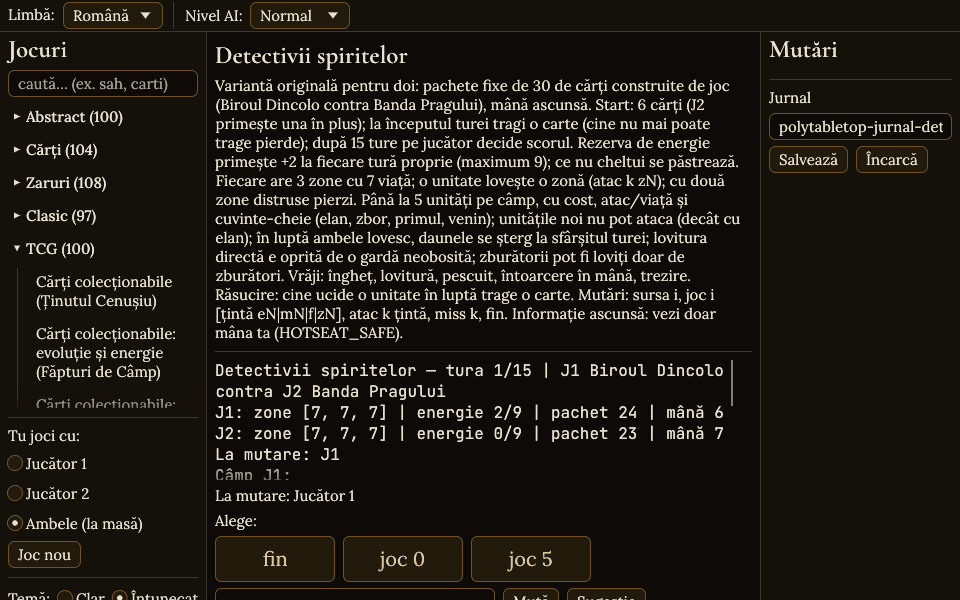 Limbă: Română ▼ Nivel AI: Normal ▼
Jocuri
caută... (ex. sah, carti)
▸ Abstract (100)
▸ Cărți (104)
▸ Zaruri (108)
▸ Clasic (97)
▾ TCG (100)
Cărți colecționabile
(Ținutul Cenușiu)
Cărți colecționabile:
evoluție și energie
(Făpturi de Câmp)
Cărți colecționabile:
Tu joci cu:
Jucător 1
Jucător 2
Ambele (la masă)
Joc nou
Temă: Clar Întunecat
Detectivii spiritelor
Variantă originală pentru doi: pachete fixe de 30 de cărți construite de joc
(Biroul Dincolo contra Banda Pragului), mână ascunsă. Start: 6 cărți (J2
primește una în plus); la începutul turei tragi o carte (cine nu mai poate
trage pierde); după 15 ture pe jucător decide scorul. Rezerva de energie
primește +2 la fiecare tură proprie (maximum 9); ce nu cheltui se păstrează.
Fiecare are 3 zone cu 7 viață; o unitate lovește o zonă (atac k zN); cu două
zone distruse pierzi. Până la 5 unități pe câmp, cu cost, atac/viață și
cuvinte-cheie (elan, zbor, primul, venin); unitățile noi nu pot ataca (decât cu
elan); în luptă ambele lovesc, daunele se șterg la sfârșitul turei; lovitura
directă e oprită de o gardă neobosită; zburătorii pot fi loviți doar de
zburători. Vrăji: îngheț, lovitură, pescuit, întoarcere în mână, trezire.
Răsucire: cine ucide o unitate în luptă trage o carte. Mutări: sursa i, joc i
[țintă eN|mN|f|zN], atac k țintă, miss k, fin. Informație ascunsă: vezi doar
mâna ta (HOTSEAT_SAFE).
Detectivii spiritelor — tura 1/15 | J1 Biroul Dincolo
contra J2 Banda Pragului
J1: zone [7, 7, 7] | energie 2/9 | pachet 24 | mână 6
J2: zone [7, 7, 7] | energie 0/9 | pachet 23 | mână 7
La mutare: J1
Câmp J1:
La mutare: Jucător 1
Alege:
fin joc 0 joc 5
Mută Sugestie
Mutări
Jurnal
polytabletop-jurnal-det
Salvează Încarcă